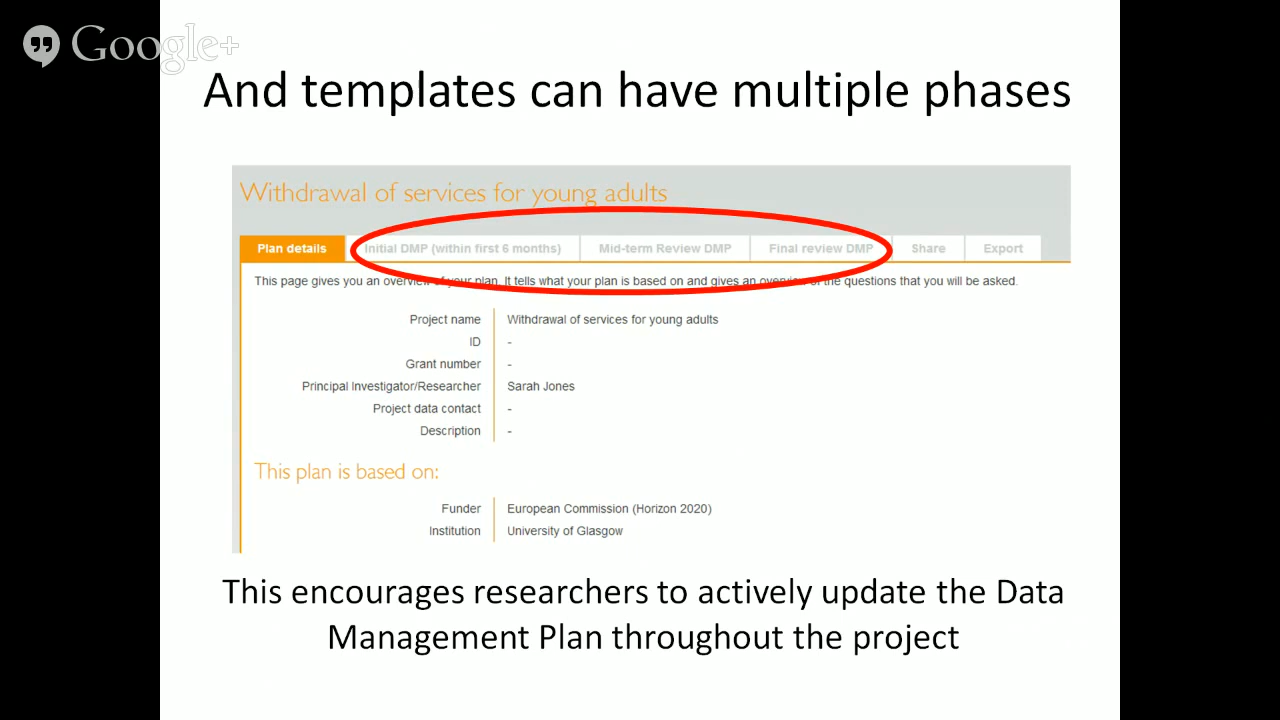 Google+
And templates can have multiple phases
Withdrawal of services for young adults
Plan details Initial DMP (within first 6 months) Mid-term Review DMP Final review DMP Share Export
This page gives you an overview of your plan. It tells what your plan is based on and gives an overview of the questions that you will be asked.
Project name Withdrawal of services for young adults
ID -
Grant number -
Principal Investigator/Researcher Sarah Jones
Project data contact -
Description -
This plan is based on:
Funder European Commission (Horizon 2020)
Institution University of Glasgow
This encourages researchers to actively update the Data
Management Plan throughout the project